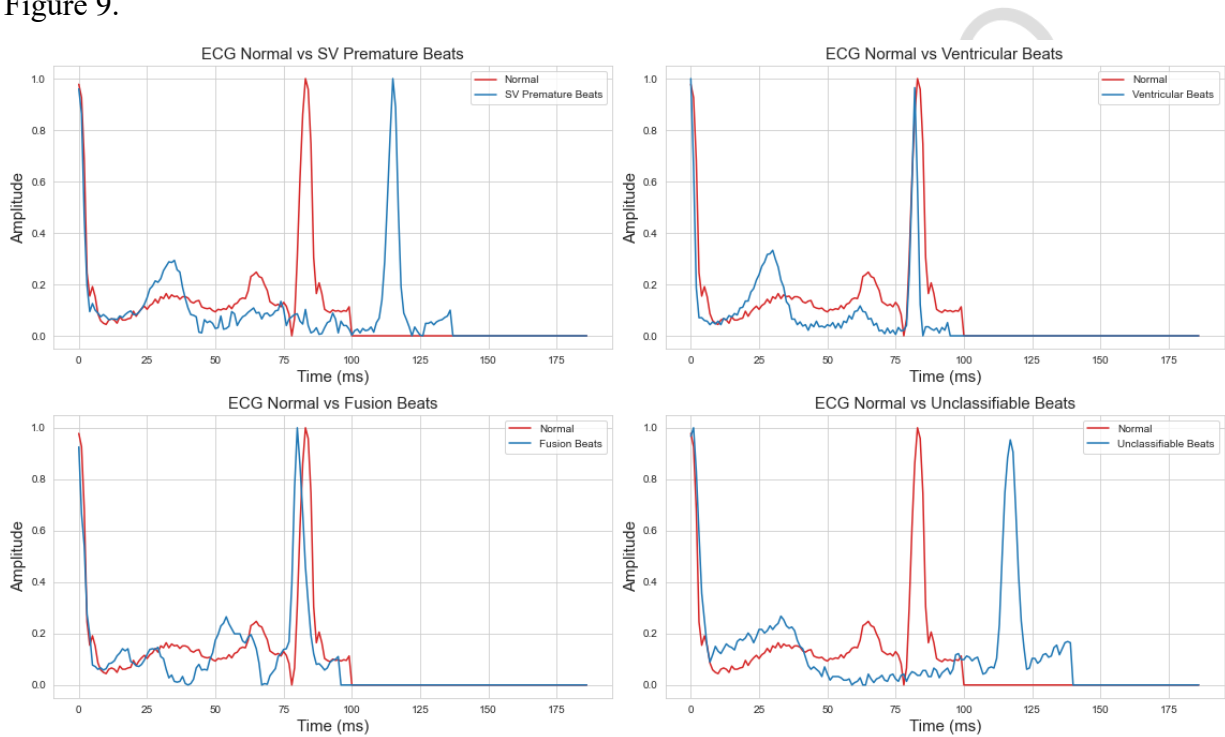 Figure 9.
ECG Normal vs SV Premature Beats
Normal
SV Premature Beats
Amplitude
1.0
0.8
0.6
0.4
0.2
0.0
0 25 50 75 100 125 150 175
Time (ms)
ECG Normal vs Ventricular Beats
Normal
Ventricular Beats
Amplitude
1.0
0.8
0.6
0.4
0.2
0.0
0 25 50 75 100 125 150 175
Time (ms)
ECG Normal vs Fusion Beats
Normal
Fusion Beats
Amplitude
1.0
0.8
0.6
0.4
0.2
0.0
0 25 50 75 100 125 150 175
Time (ms)
ECG Normal vs Unclassifiable Beats
Normal
Unclassifiable Beats
Amplitude
1.0
0.8
0.6
0.4
0.2
0.0
0 25 50 75 100 125 150 175
Time (ms)